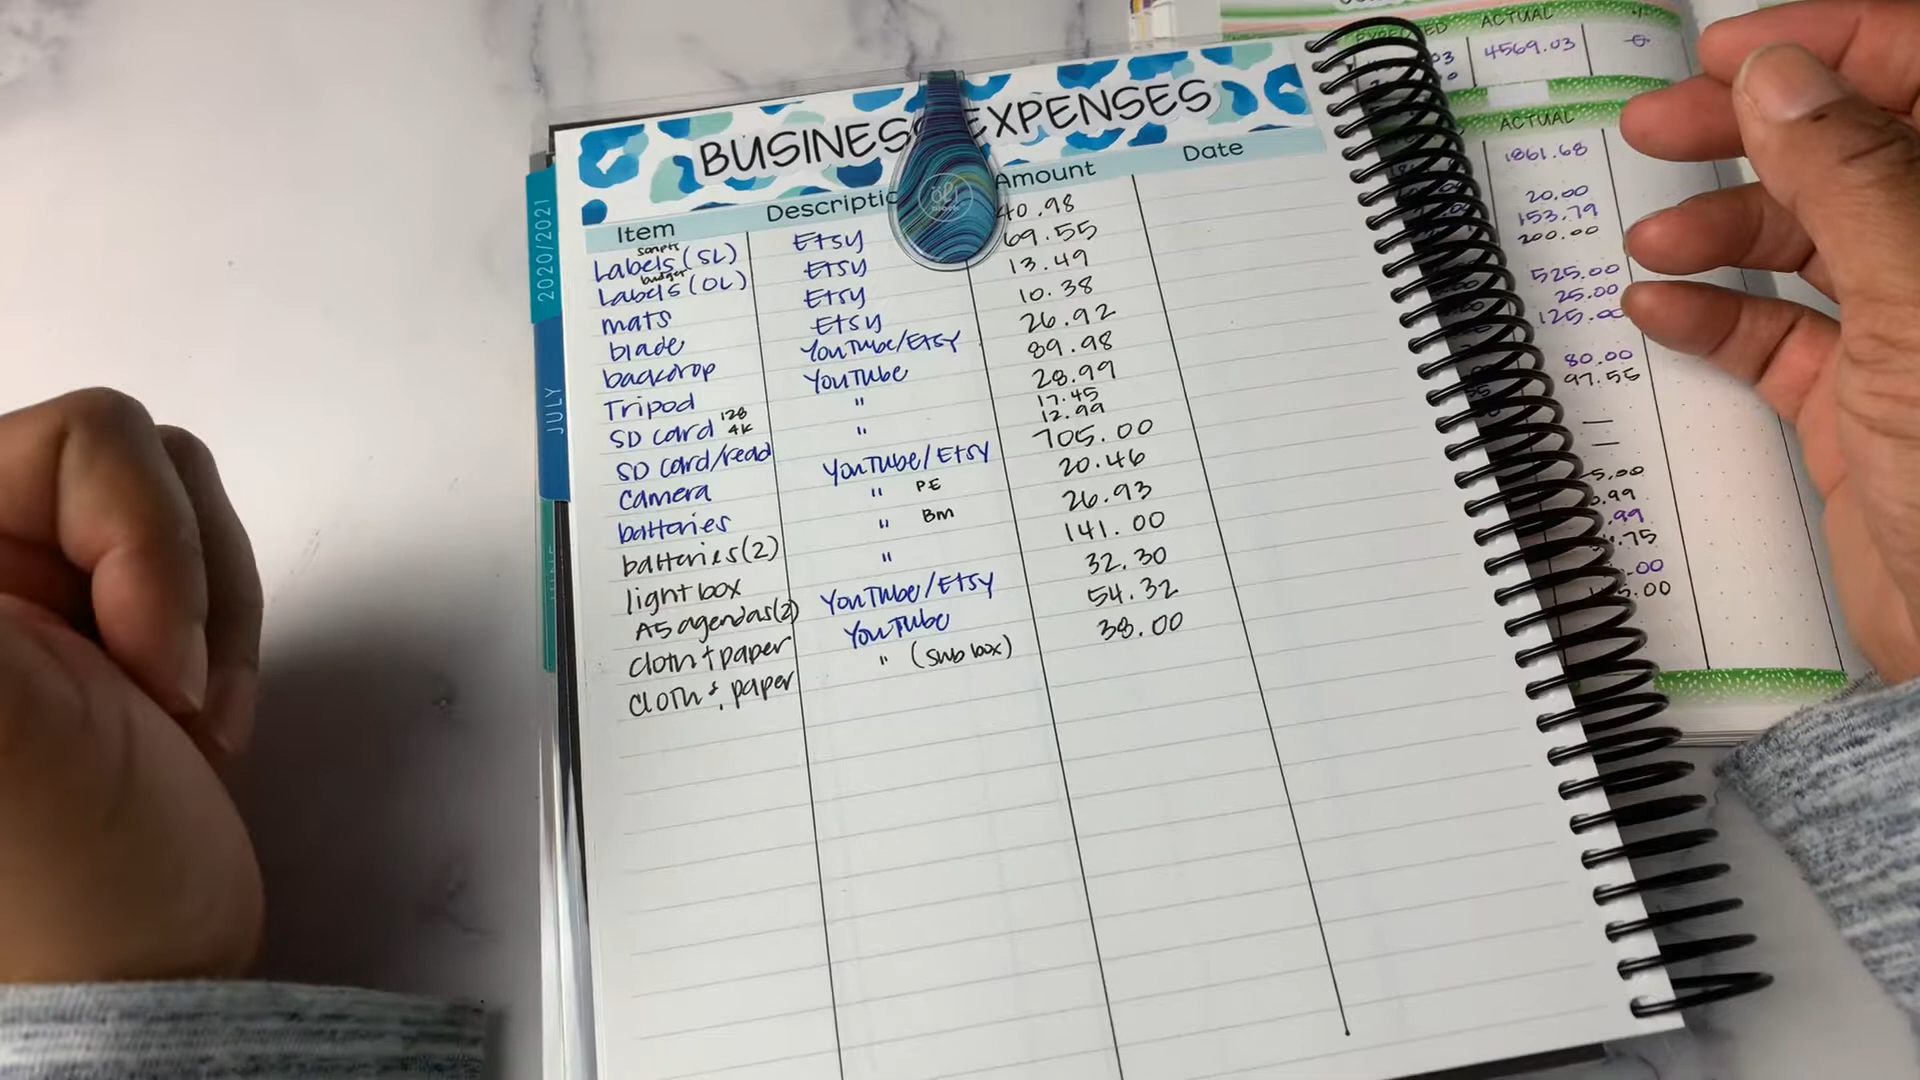 BUSINESS EXPENSES
Item Amount Date
Labels (SL) scripts Etsy 40.98
Labels (OL) budget Etsy 69.55
mats Etsy 13.49
blade Etsy 10.38
backdrop YouTube/Etsy 26.92
Tripod YouTube 89.98
SD card 128 4K " 28.99
SD card/read " 17.45 12.99
camera YouTube/Etsy 705.00
batteries " PE 20.46
batteries(2) " Bm 26.93
lightbox " 141.00
A5 agendas(2) YouTube/Etsy 32.30
cloth + paper YouTube 54.32
cloth & paper " (sub box) 38.00
2020/2021
JULY
ACTUAL
4569.03
ACTUAL
1861.68
20.00
153.79
200.00
525.00
25.00
125.00
80.00
97.55